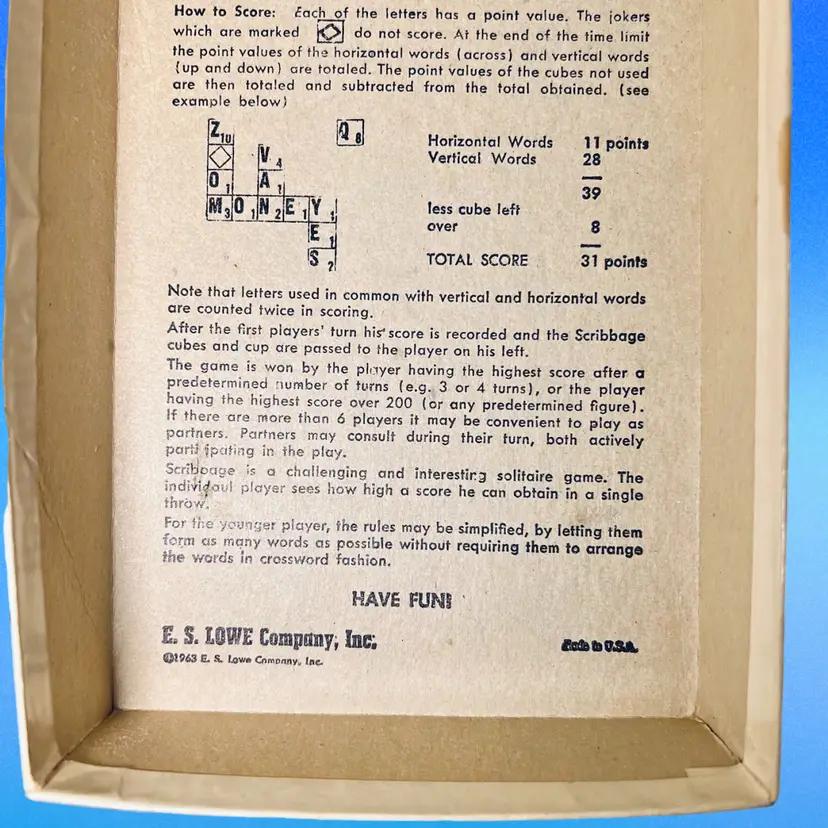 How to Score: Each of the letters has a point value. The jokers
which are marked do not score. At the end of the time limit
the point values of the horizontal words (across) and vertical words
(up and down) are totaled. The point values of the cubes not used
are then totaled and subtracted from the total obtained. (see
example below)
Z10 Q8
V4
O1 A1
M3 O1 N2 E1 Y1
E1
S2
Horizontal Words 11 points
Vertical Words 28
39
less cube left
over 8
TOTAL SCORE 31 points
Note that letters used in common with vertical and horizontal words
are counted twice in scoring.
After the first players' turn his score is recorded and the Scribbage
cubes and cup are passed to the player on his left.
The game is won by the player having the highest score after a
predetermined number of turns (e.g. 3 or 4 turns), or the player
having the highest score over 200 (or any predetermined figure).
If there are more than 6 players it may be convenient to play as
partners. Partners may consult during their turn, both actively
participating in the play.
Scribbage is a challenging and interesting solitaire game. The
individaul player sees how high a score he can obtain in a single
throw.
For the younger player, the rules may be simplified, by letting them
form as many words as possible without requiring them to arrange
the words in crossword fashion.
HAVE FUN!
E. S. LOWE Company, Inc.
©1963 E. S. Lowe Company, Inc.
Made in U.S.A.